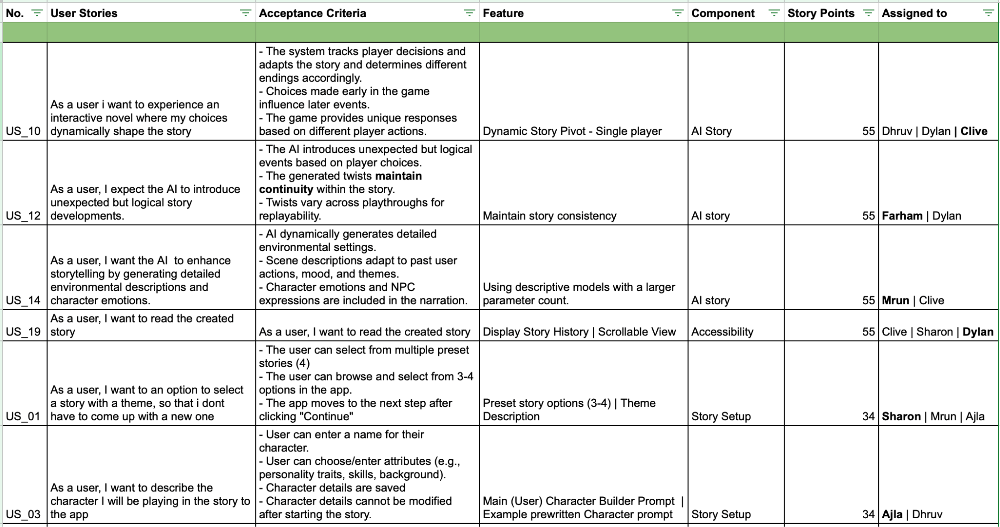 No. User Stories Acceptance Criteria Feature Component Story Points Assigned to
- The system tracks player decisions and
adapts the story and determines different
endings accordingly.
- Choices made early in the game
influence later events.
- The game provides unique responses
based on different player actions.
As a user i want to experience an
interactive novel where my choices
dynamically shape the story
US_10
Dynamic Story Pivot - Single player
AI Story
55
Dhruv | Dylan | Clive
- The AI introduces unexpected but logical
events based on player choices.
- The generated twists maintain
continuity within the story.
- Twists vary across playthroughs for
replayability.
As a user, I expect the AI to introduce
unexpected but logical story
developments.
US_12
Maintain story consistency
AI story
55
Farham | Dylan
- AI dynamically generates detailed
environmental settings.
- Scene descriptions adapt to past user
actions, mood, and themes.
- Character emotions and NPC
expressions are included in the narration.
As a user, I want the AI  to enhance
storytelling by generating detailed
environmental descriptions and
character emotions.
US_14
Using descriptive models with a larger
parameter count.
AI story
55
Mrun | Clive
As a user, I want to read the created
story
US_19
As a user, I want to read the created story
Display Story History | Scrollable View
Accessibility
55
Clive | Sharon | Dylan
- The user can select from multiple preset
stories (4)
- The user can browse and select from 3-4
options in the app.
- The app moves to the next step after
clicking "Continue"
As a user, I want to an option to select
a story with a theme, so that i dont
have to come up with a new one
US_01
Preset story options (3-4) | Theme
Description
Story Setup
34
Sharon | Mrun | Ajla
- User can enter a name for their
character.
- User can choose/enter attributes (e.g.,
personality traits, skills, background).
- Character details are saved
- Character details cannot be modified
after starting the story.
As a user, I want to describe the
character I will be playing in the story to
the app
US_03
Main (User) Character Builder Prompt  |
Example prewritten Character prompt
Story Setup
34
Ajla | Dhruv